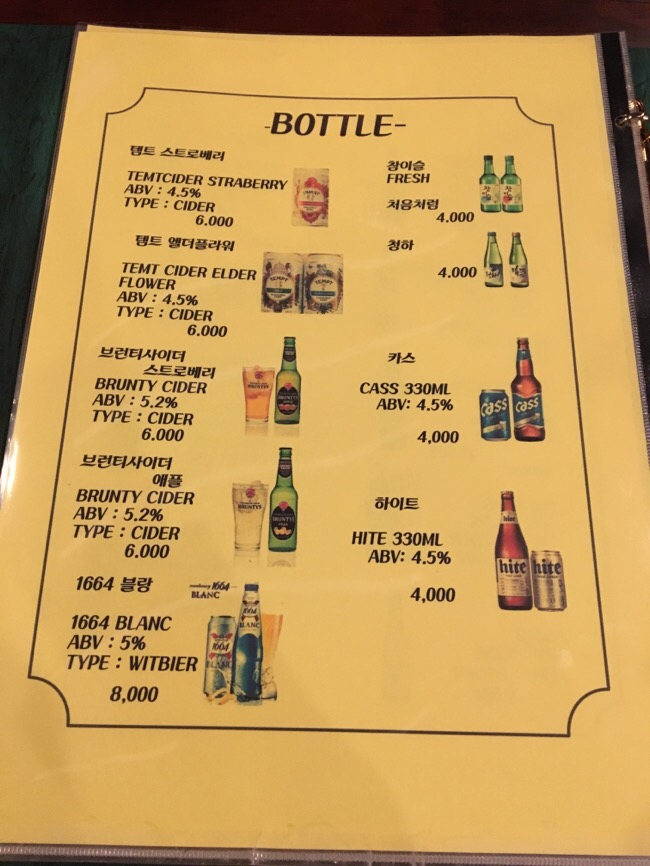 -BOTTLE-
템트 스트로베리
TEMTCIDER STRABERRY
ABV : 4.5%
TYPE : CIDER
6.000
템트 엘더플라워
TEMT CIDER ELDER
FLOWER
ABV : 4.5%
TYPE : CIDER
6.000
브런티사이더
스트로베리
BRUNTY CIDER
ABV : 5.2%
TYPE : CIDER
6.000
브런티사이더
애플
BRUNTY CIDER
ABV : 5.2%
TYPE : CIDER
6.000
1664 블랑
1664
BLANC
1664 BLANC
ABV : 5%
TYPE : WITBIER
8,000
참이슬
FRESH
처음처럼
4.000
청하
4.000
카스
CASS 330ML
ABV: 4.5%
4,000
cass
cass
하이트
HITE 330ML
ABV: 4.5%
4,000
hite
hite